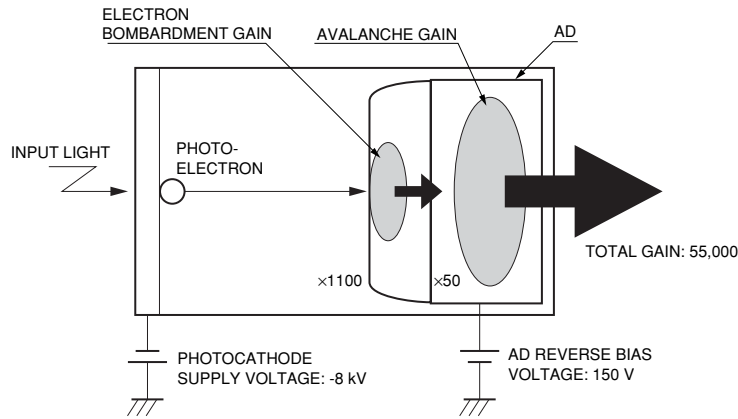 ELECTRON
BOMBARDMENT GAIN
AVALANCHE GAIN
AD
INPUT LIGHT
PHOTO-
ELECTRON
×1100
×50
TOTAL GAIN: 55,000
PHOTOCATHODE
SUPPLY VOLTAGE: -8 kV
AD REVERSE BIAS
VOLTAGE: 150 V